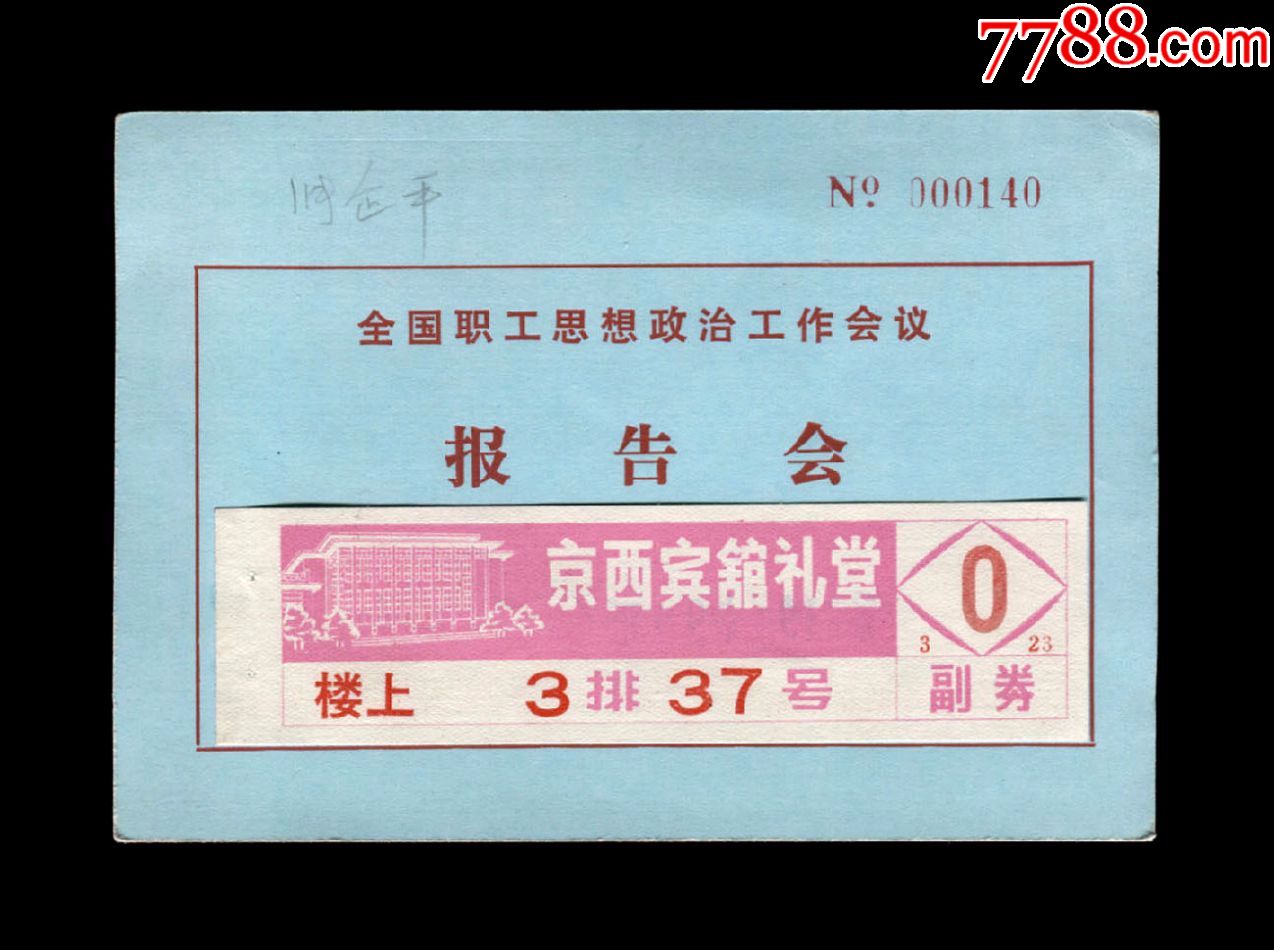 7788.com
No 000140
全国职工思想政治工作会议
报告会
京西宾舘礼堂
0
3 23
楼上 3排37号
副券